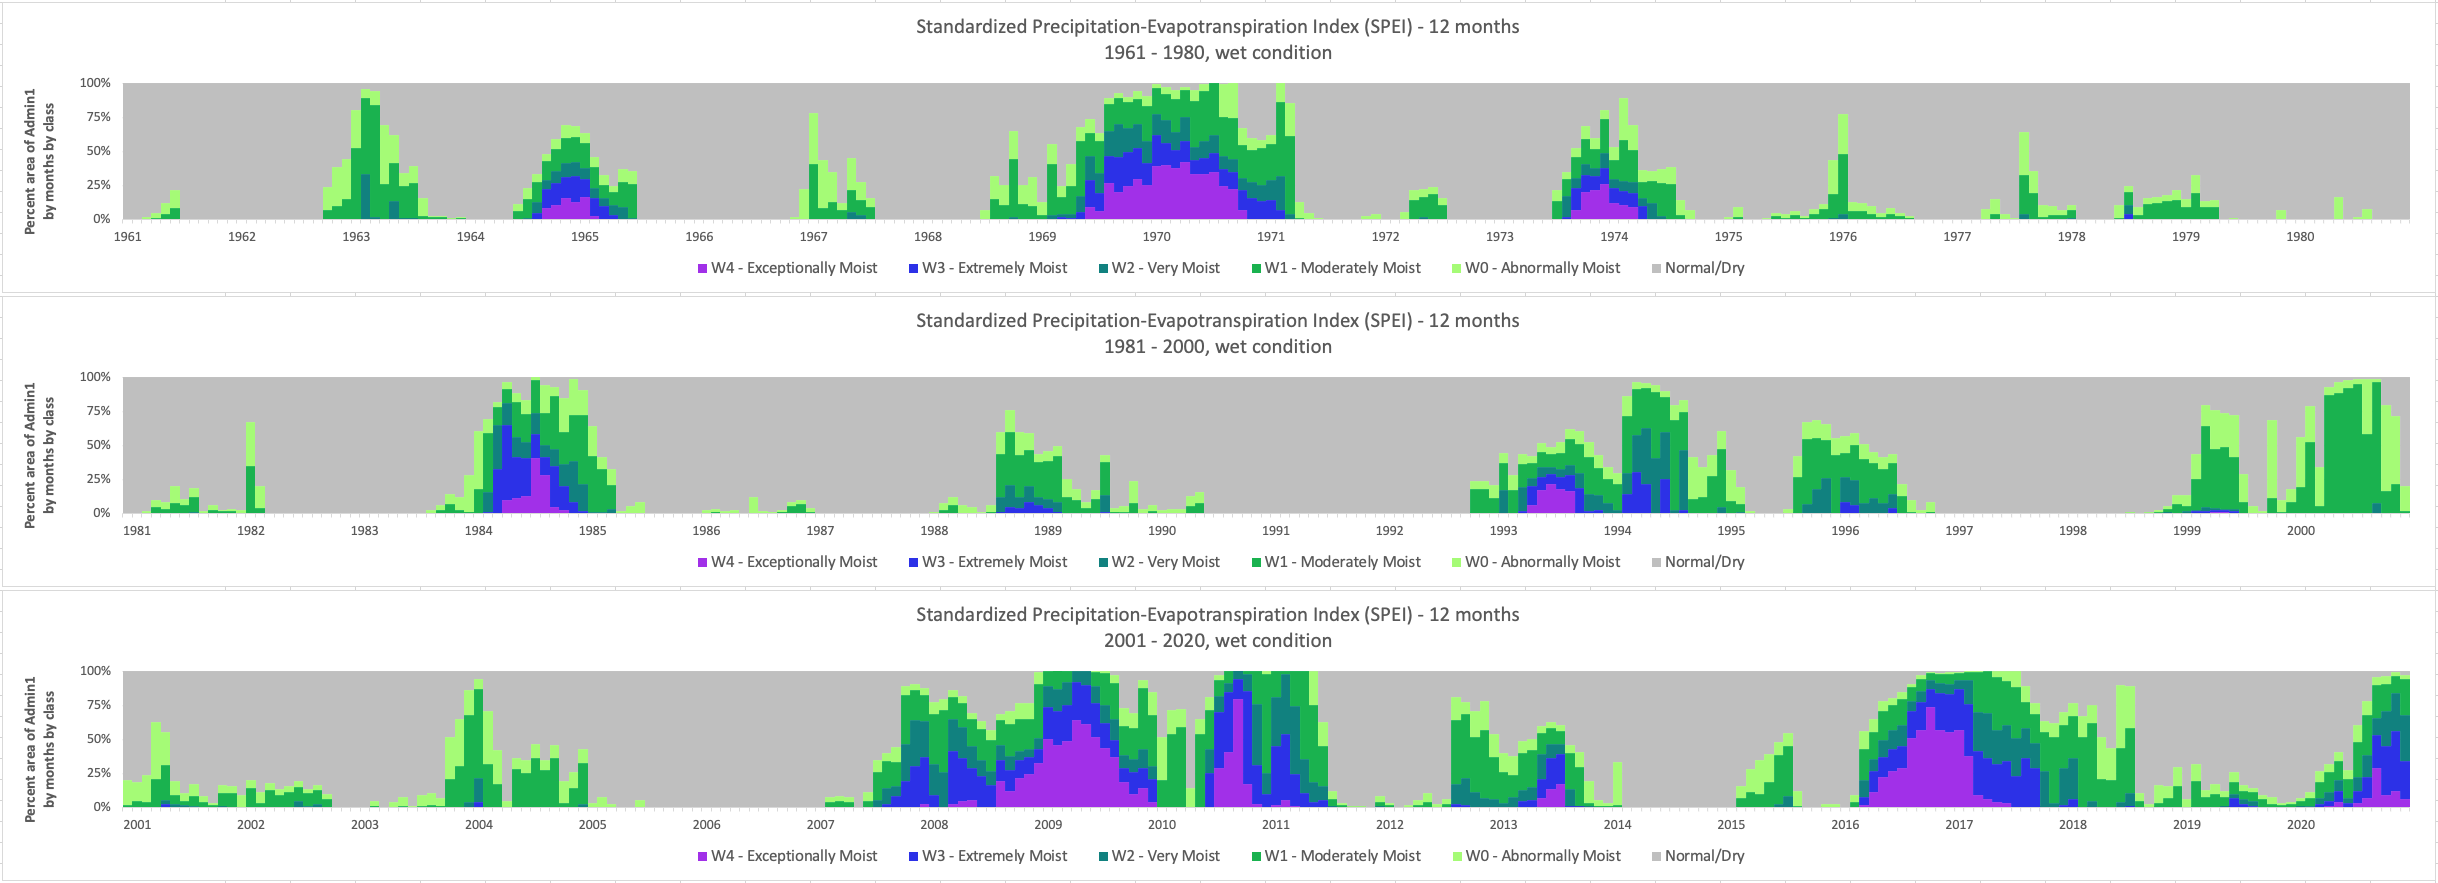 Standardized Precipitation-Evapotranspiration Index (SPEI) - 12 months
1961 - 1980, wet condition
Percent area of Admin1
by months by class
100%
75%
50%
25%
0%
1961 1962 1963 1964 1965 1966 1967 1968 1969 1970 1971 1972 1973 1974 1975 1976 1977 1978 1979 1980
W4 - Exceptionally Moist W3 - Extremely Moist W2 - Very Moist W1 - Moderately Moist W0 - Abnormally Moist Normal/Dry
Standardized Precipitation-Evapotranspiration Index (SPEI) - 12 months
1981 - 2000, wet condition
Percent area of Admin1
by months by class
100%
75%
50%
25%
0%
1981 1982 1983 1984 1985 1986 1987 1988 1989 1990 1991 1992 1993 1994 1995 1996 1997 1998 1999 2000
W4 - Exceptionally Moist W3 - Extremely Moist W2 - Very Moist W1 - Moderately Moist W0 - Abnormally Moist Normal/Dry
Standardized Precipitation-Evapotranspiration Index (SPEI) - 12 months
2001 - 2020, wet condition
Percent area of Admin1
by months by class
100%
75%
50%
25%
0%
2001 2002 2003 2004 2005 2006 2007 2008 2009 2010 2011 2012 2013 2014 2015 2016 2017 2018 2019 2020
W4 - Exceptionally Moist W3 - Extremely Moist W2 - Very Moist W1 - Moderately Moist W0 - Abnormally Moist Normal/Dry